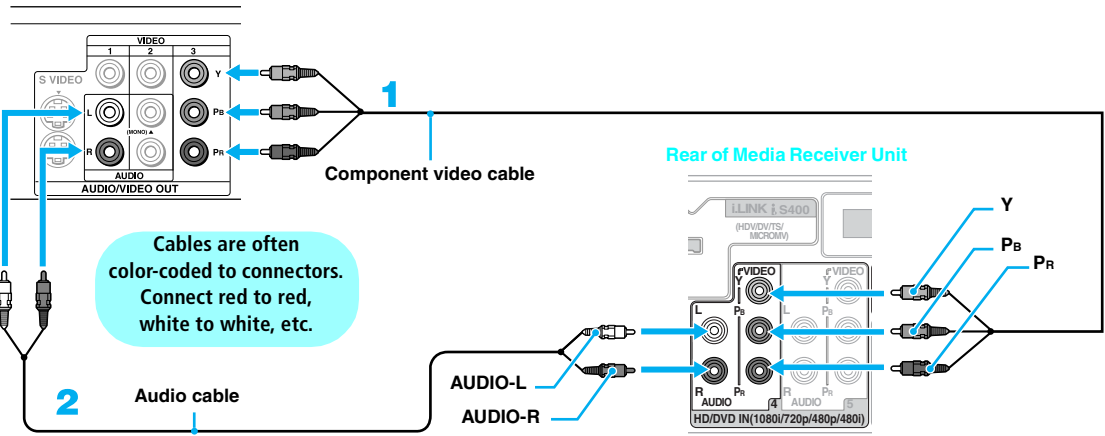 VIDEO
1 2 3
S VIDEO
Y
L
PB
(MONO)
R
PR
AUDIO
AUDIO/VIDEO OUT
1
Component video cable
Cables are often
color-coded to connectors.
Connect red to red,
white to white, etc.
2
Audio cable
AUDIO-L
AUDIO-R
Rear of Media Receiver Unit
i.LINK S400
(HDV/DV/TS/
MICROMV)
VIDEO VIDEO
Y Y
L PB L PB
R PR R PR
AUDIO 4 AUDIO 5
HD/DVD IN(1080i/720p/480p/480i)
Y
PB
PR